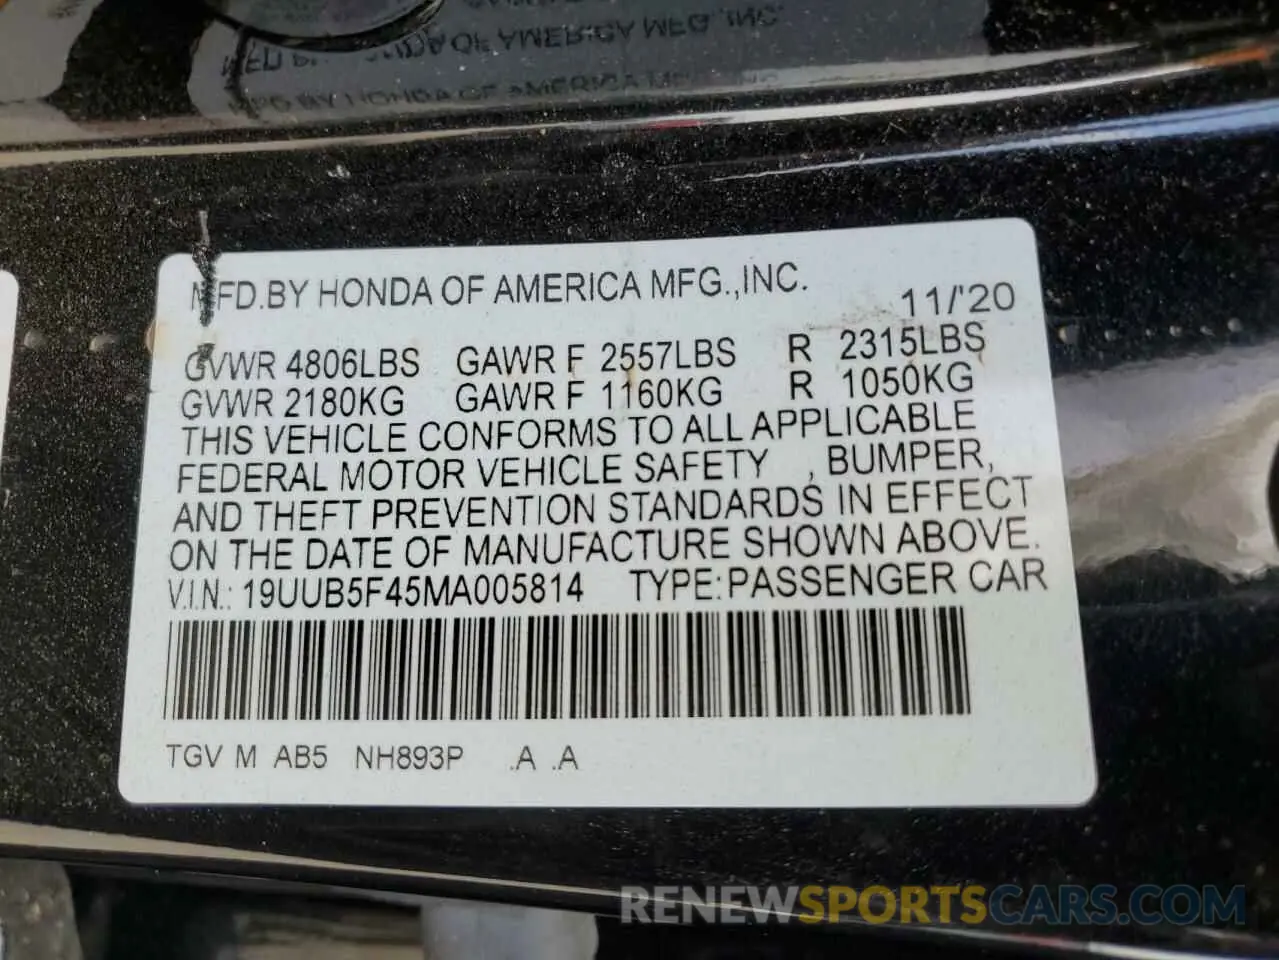 MFD.BY HONDA OF AMERICA MFG.,INC.
11/'20
GVWR 4806LBS GAWR F 2557LBS R 2315LBS
GVWR 2180KG GAWR F 1160KG R 1050KG
THIS VEHICLE CONFORMS TO ALL APPLICABLE
FEDERAL MOTOR VEHICLE SAFETY , BUMPER,
AND THEFT PREVENTION STANDARDS IN EFFECT
ON THE DATE OF MANUFACTURE SHOWN ABOVE.
V.I.N.: 19UUB5F45MA005814 TYPE:PASSENGER CAR
TGV M AB5 NH893P .A .A
RENEWSPORTSCARS.COM